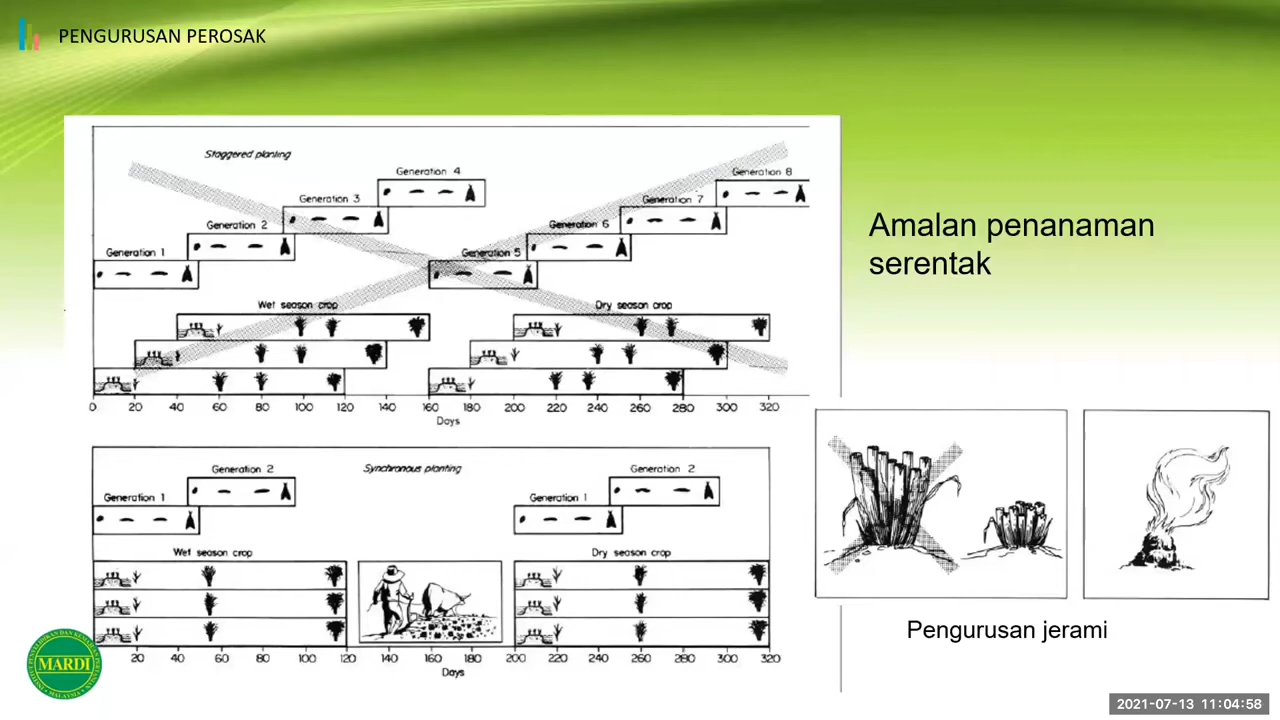 PENGURUSAN PEROSAK
Staggered planting
Generation 4
Generation 8
Generation 3
Generation 7
Generation 2
Generation 6
Generation 1
Generation 5
Wet season crop
Dry season crop
0 20 40 60 80 100 120 140 160 180 200 220 240 260 280 300 320
Days
Amalan penanaman
serentak
Synchronous planting
Generation 2
Generation 2
Generation 1
Generation 1
Wet season crop
Dry season crop
20 40 60 80 100 120 140 160 180 200 220 240 260 280 300 320
Days
Pengurusan jerami
MARDI
2021-07-13 11:04:58